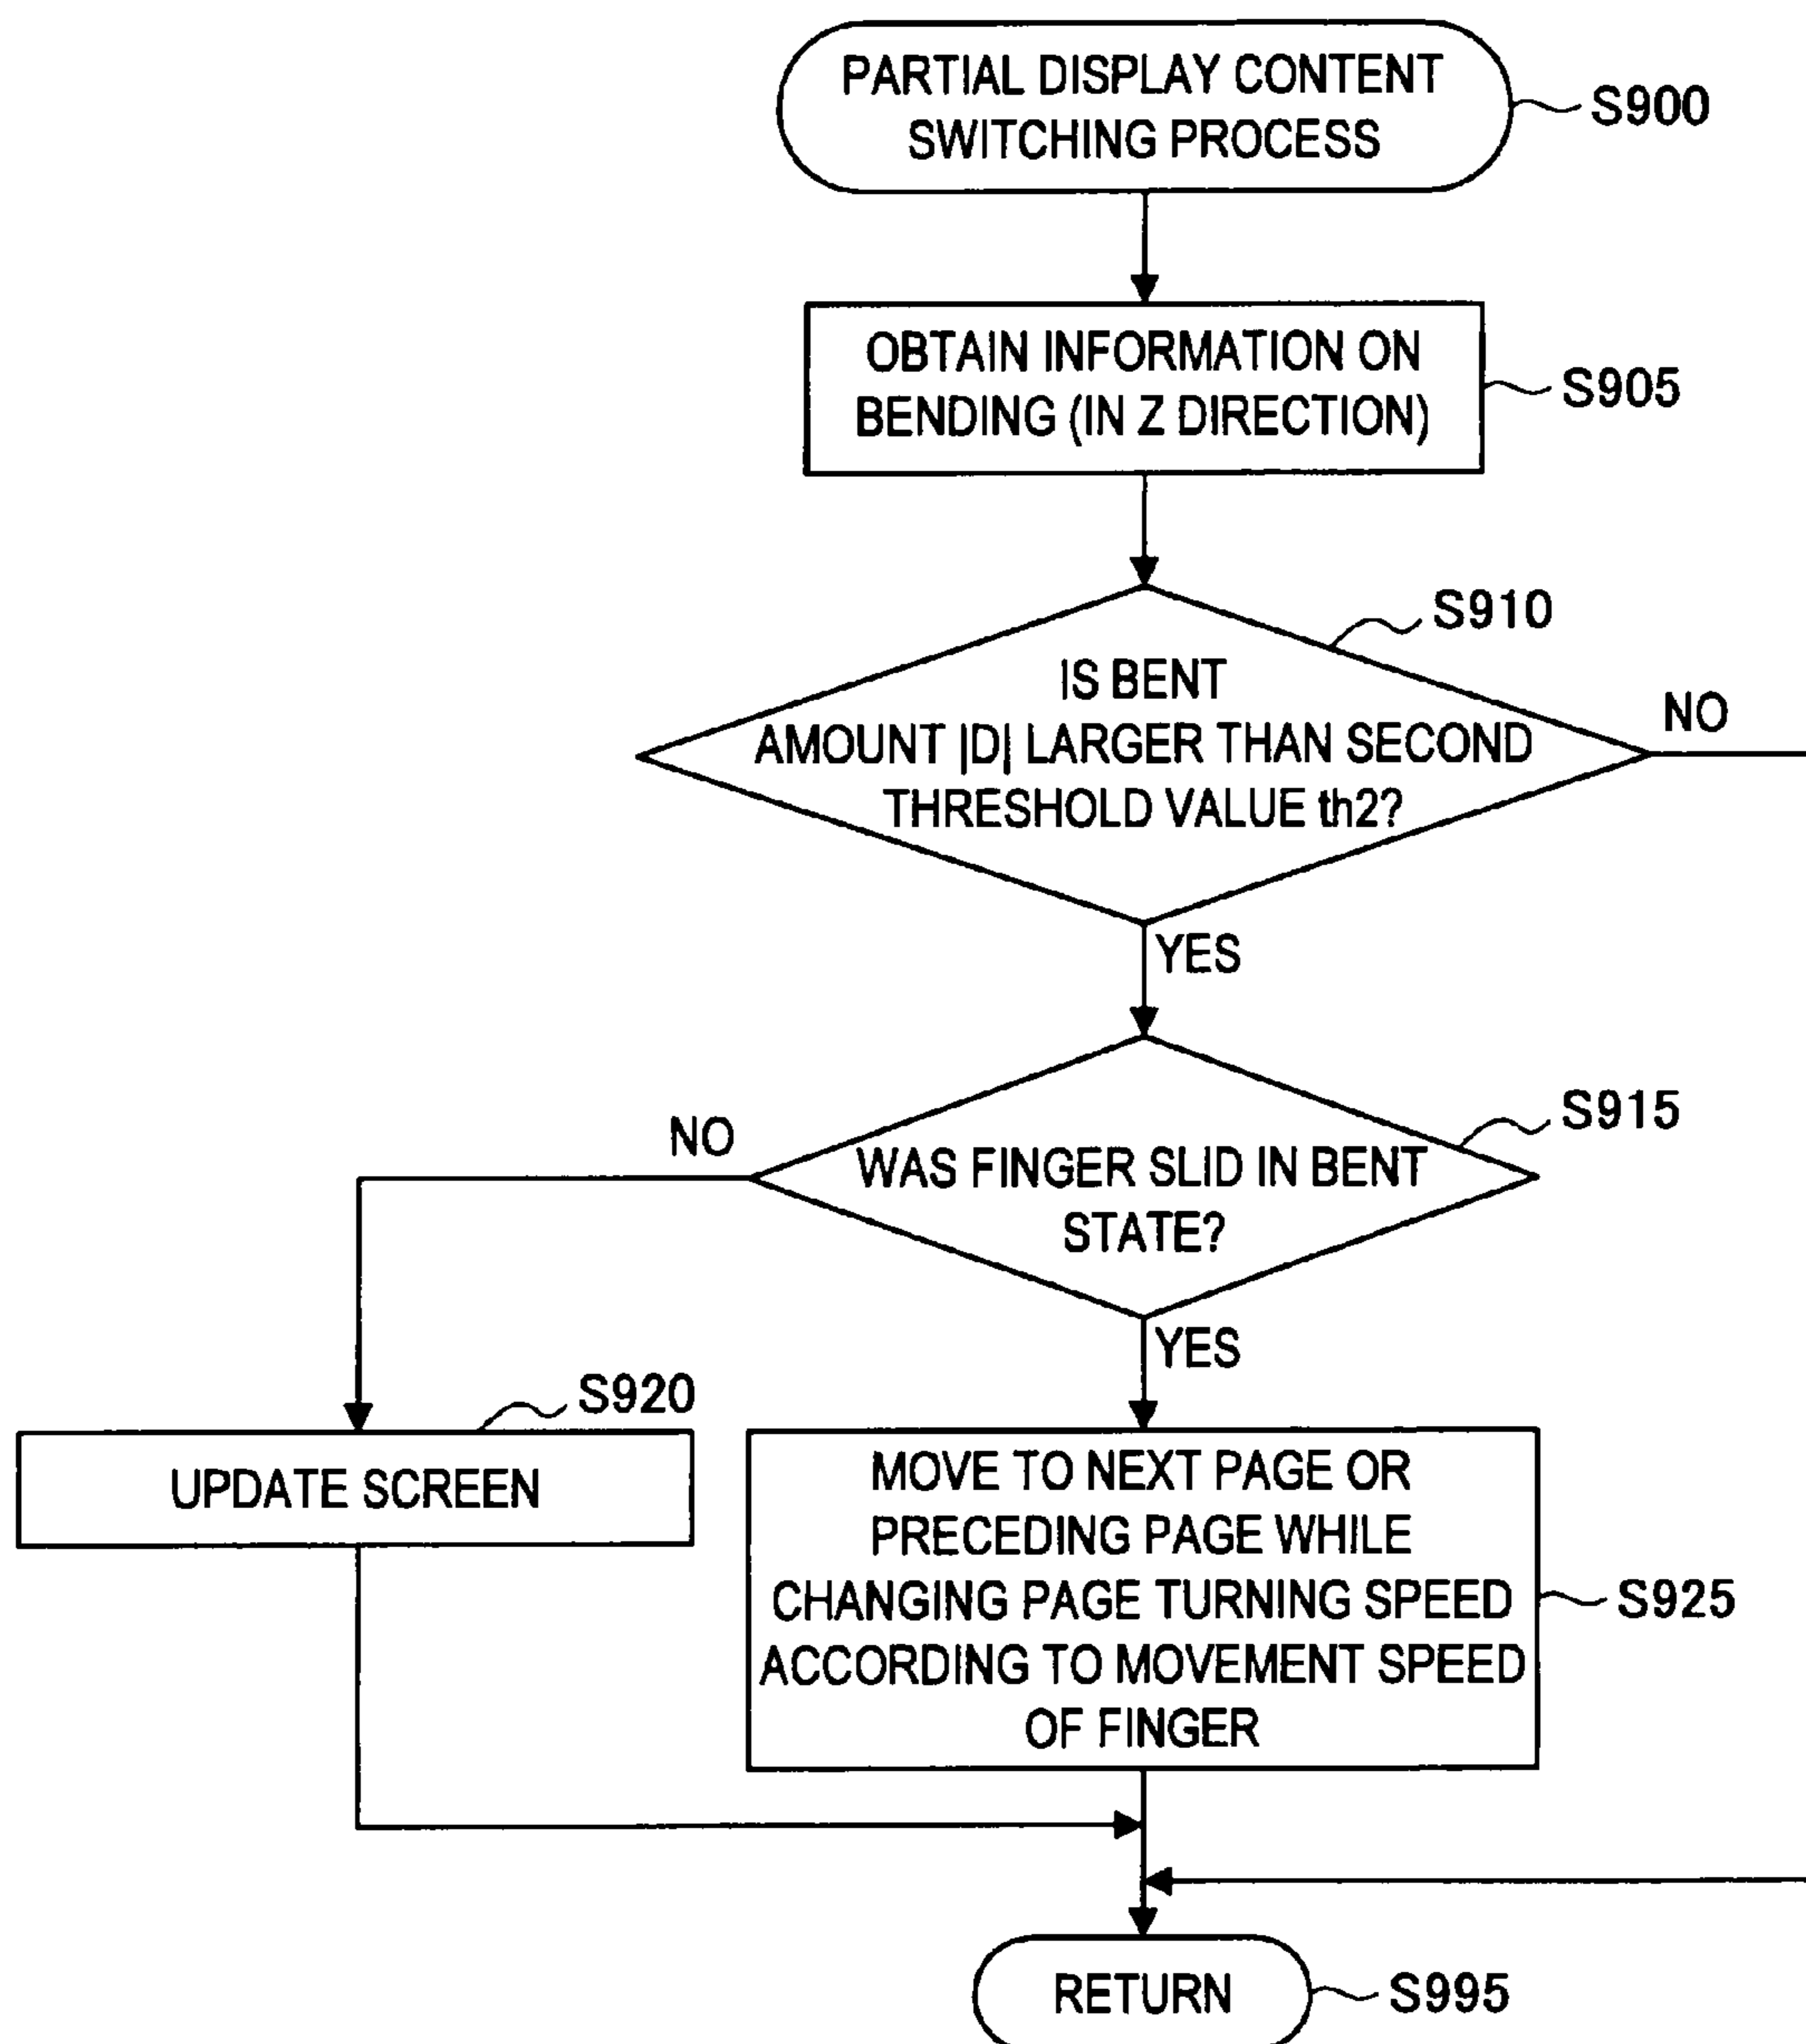 PARTIAL DISPLAY CONTENT
SWITCHING PROCESS
S900
OBTAIN INFORMATION ON
BENDING (IN Z DIRECTION)
S905
S910
IS BENT
AMOUNT |D| LARGER THAN SECOND
THRESHOLD VALUE th2?
NO
YES
S915
NO
WAS FINGER SLID IN BENT
STATE?
YES
S920
UPDATE SCREEN
MOVE TO NEXT PAGE OR
PRECEDING PAGE WHILE
CHANGING PAGE TURNING SPEED
ACCORDING TO MOVEMENT SPEED
OF FINGER
S925
RETURN
S995